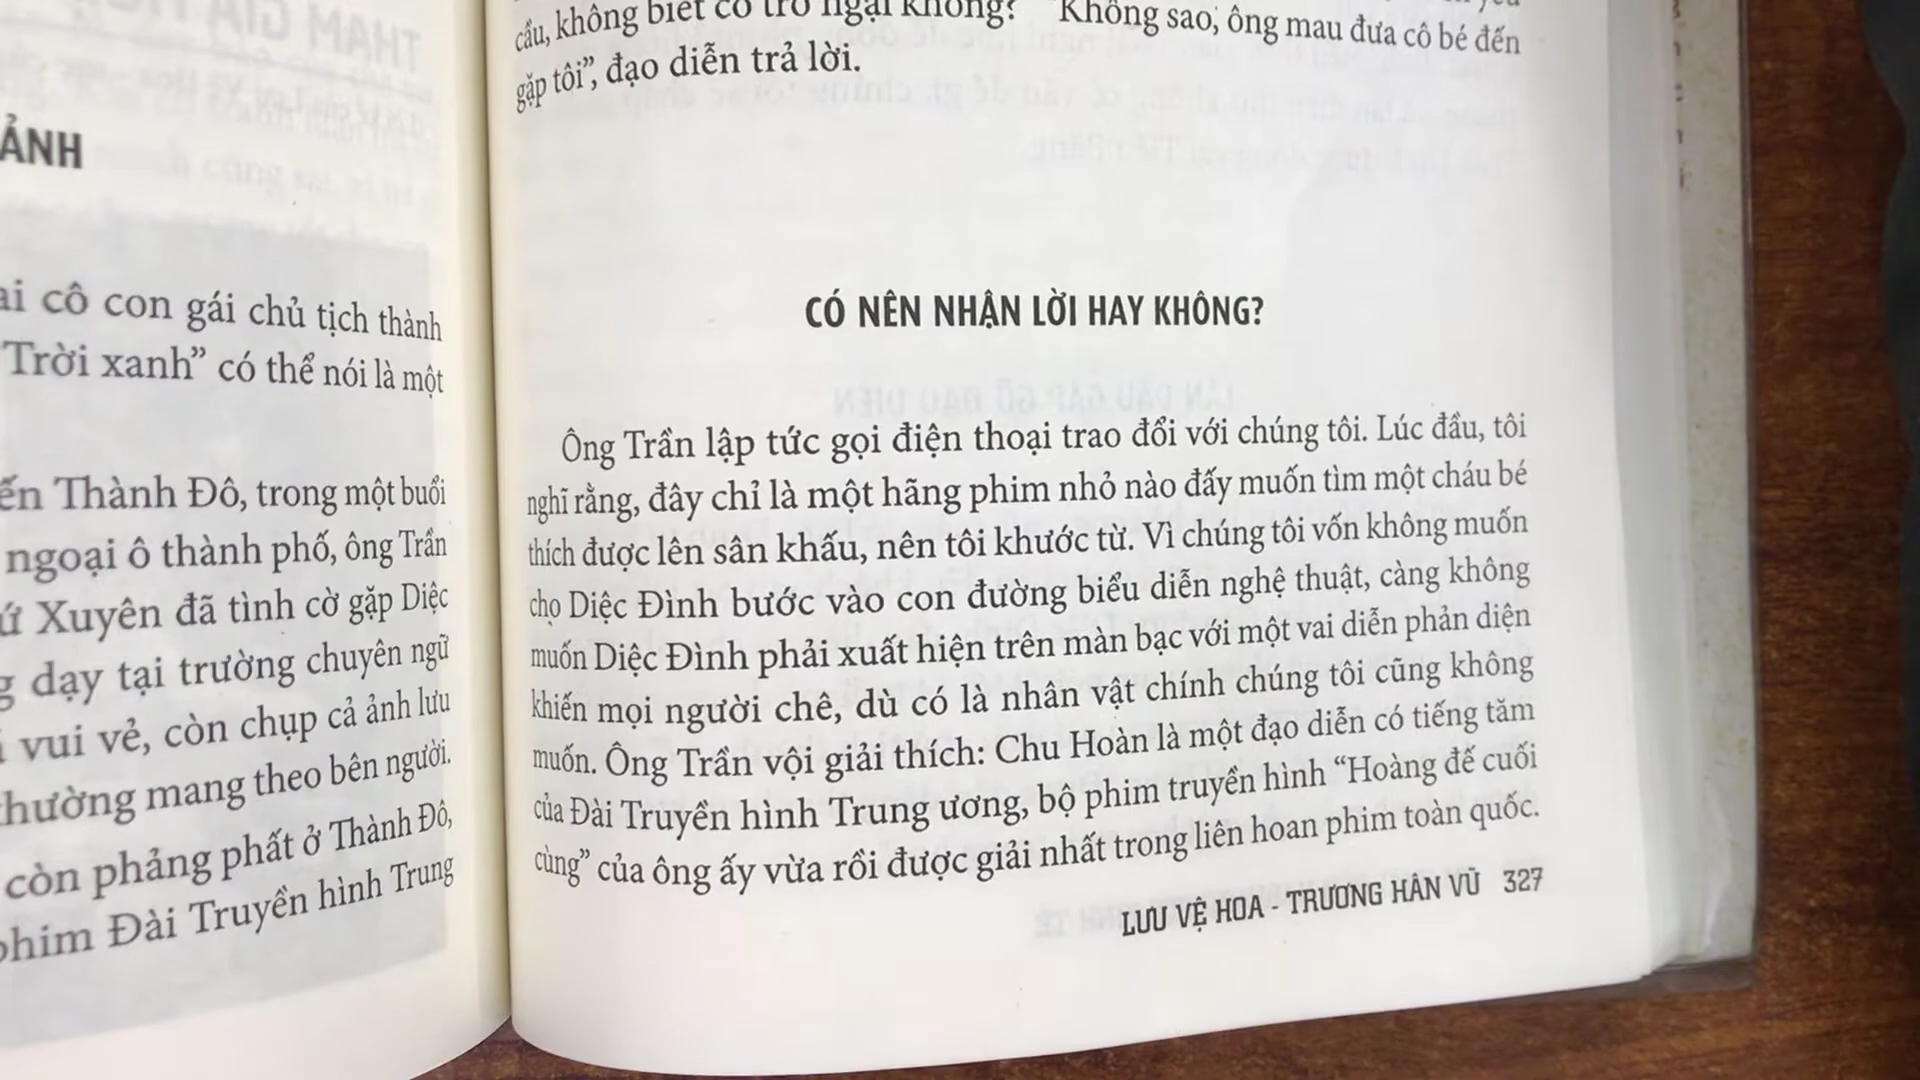 ẢNH
ai cô con gái chủ tịch thành
"Trời xanh" có thể nói là một
ến Thành Đô, trong một buổi
ngoại ô thành phố, ông Trần
ứ Xuyên đã tình cờ gặp Diệc
g dạy tại trường chuyên ngữ
vui vẻ, còn chụp cả ảnh lưu
thường mang theo bên người.
còn phảng phất ở Thành Đô,
phim Đài Truyền hình Trung
cầu, không biết có trở ngại không?" "Không sao, ông mau đưa cô bé đến
gặp tôi", đạo diễn trả lời.
CÓ NÊN NHẬN LỜI HAY KHÔNG?
Ông Trần lập tức gọi điện thoại trao đổi với chúng tôi. Lúc đầu, tôi
nghĩ rằng, đây chỉ là một hãng phim nhỏ nào đấy muốn tìm một cháu bé
thích được lên sân khấu, nên tôi khước từ. Vì chúng tôi vốn không muốn
cho Diệc Đình bước vào con đường biểu diễn nghệ thuật, càng không
muốn Diệc Đình phải xuất hiện trên màn bạc với một vai diễn phản diện
khiến mọi người chê, dù có là nhân vật chính chúng tôi cũng không
muốn. Ông Trần vội giải thích: Chu Hoàn là một đạo diễn có tiếng tăm
của Đài Truyền hình Trung ương, bộ phim truyền hình "Hoàng đế cuối
cùng" của ông ấy vừa rồi được giải nhất trong liên hoan phim toàn quốc.
LƯU VỆ HOA - TRƯƠNG HÂN VŨ 327